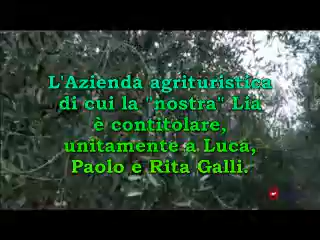 L'Azienda agrituristica
di cui la "nostra" Lia
è contitolare,
unitamente a Luca,
Paolo e Rita Galli.